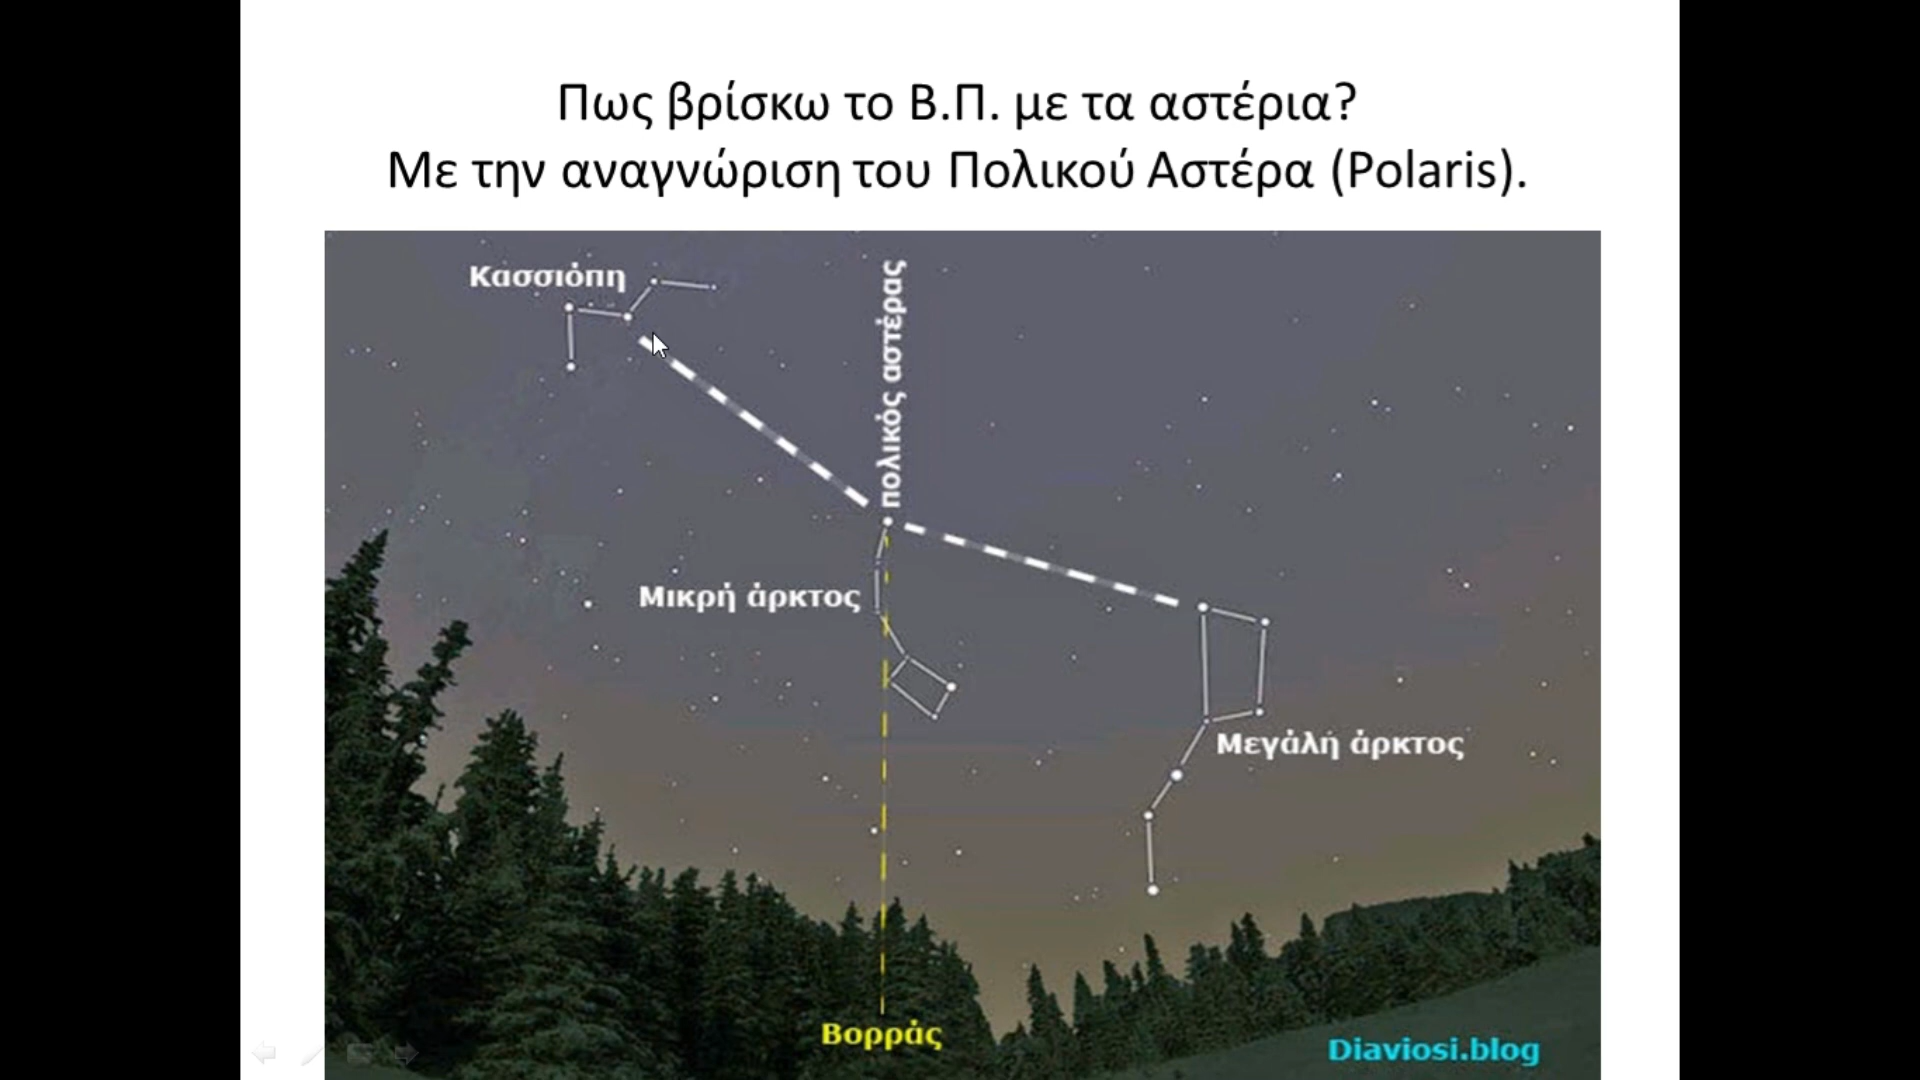 Πως βρίσκω το Β.Π. με τα αστέρια?
Με την αναγνώριση του Πολικού Αστέρα (Polaris).
Κασσιόπη
πολικός αστέρας
Μικρή άρκτος
Μεγάλη άρκτος
Βορράς
Diaviosi.blog